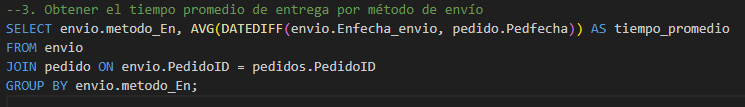 --3. Obtener el tiempo promedio de entrega por método de envío
SELECT envio.metodo_En, AVG(DATEDIFF(envio.Enfecha_envio, pedido.Pedfecha)) AS tiempo_promedio
FROM envio
JOIN pedido ON envio.PedidoID = pedidos.PedidoID
GROUP BY envio.metodo_En;